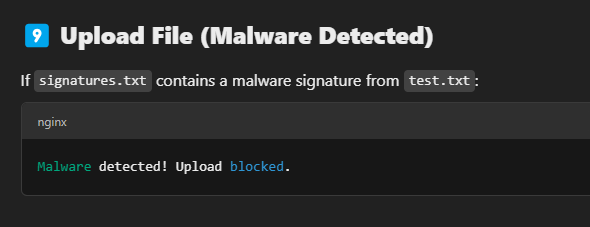 9 Upload File (Malware Detected)
If signatures.txt contains a malware signature from test.txt:
nginx
Malware detected! Upload blocked.